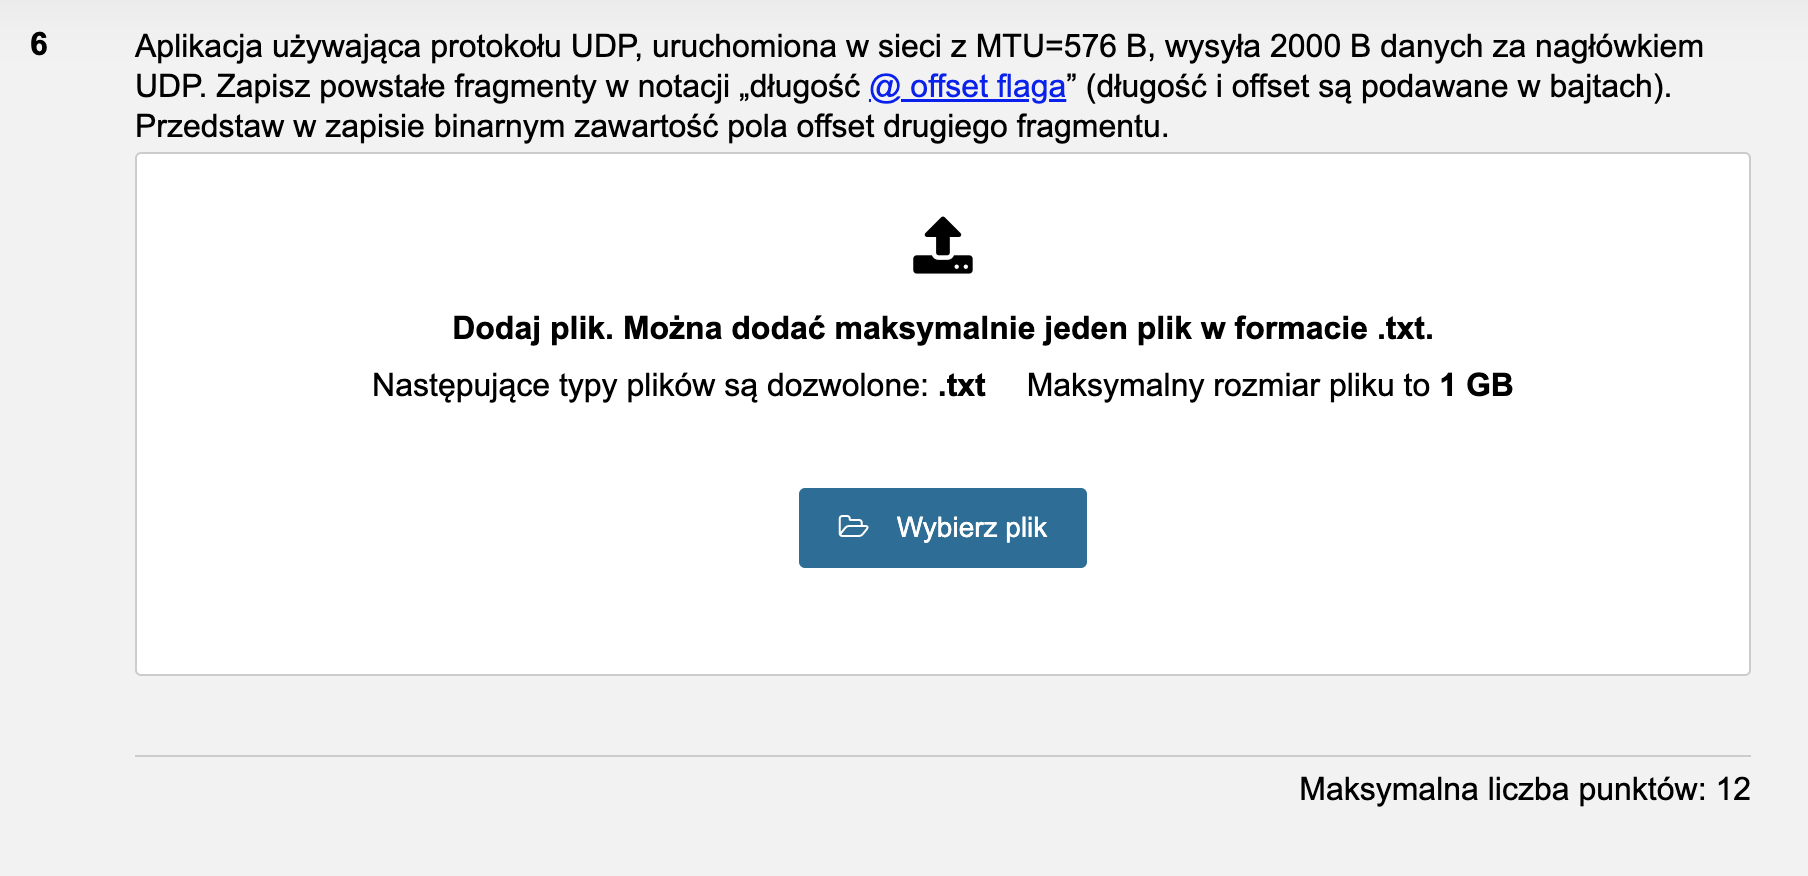 6
Aplikacja używająca protokołu UDP, uruchomiona w sieci z MTU=576 B, wysyła 2000 B danych za nagłówkiem
UDP. Zapisz powstałe fragmenty w notacji „długość @ offset flaga” (długość i offset są podawane w bajtach).
Przedstaw w zapisie binarnym zawartość pola offset drugiego fragmentu.
Dodaj plik. Można dodać maksymalnie jeden plik w formacie .txt.
Następujące typy plików są dozwolone: .txt Maksymalny rozmiar pliku to 1 GB
Wybierz plik
Maksymalna liczba punktów: 12